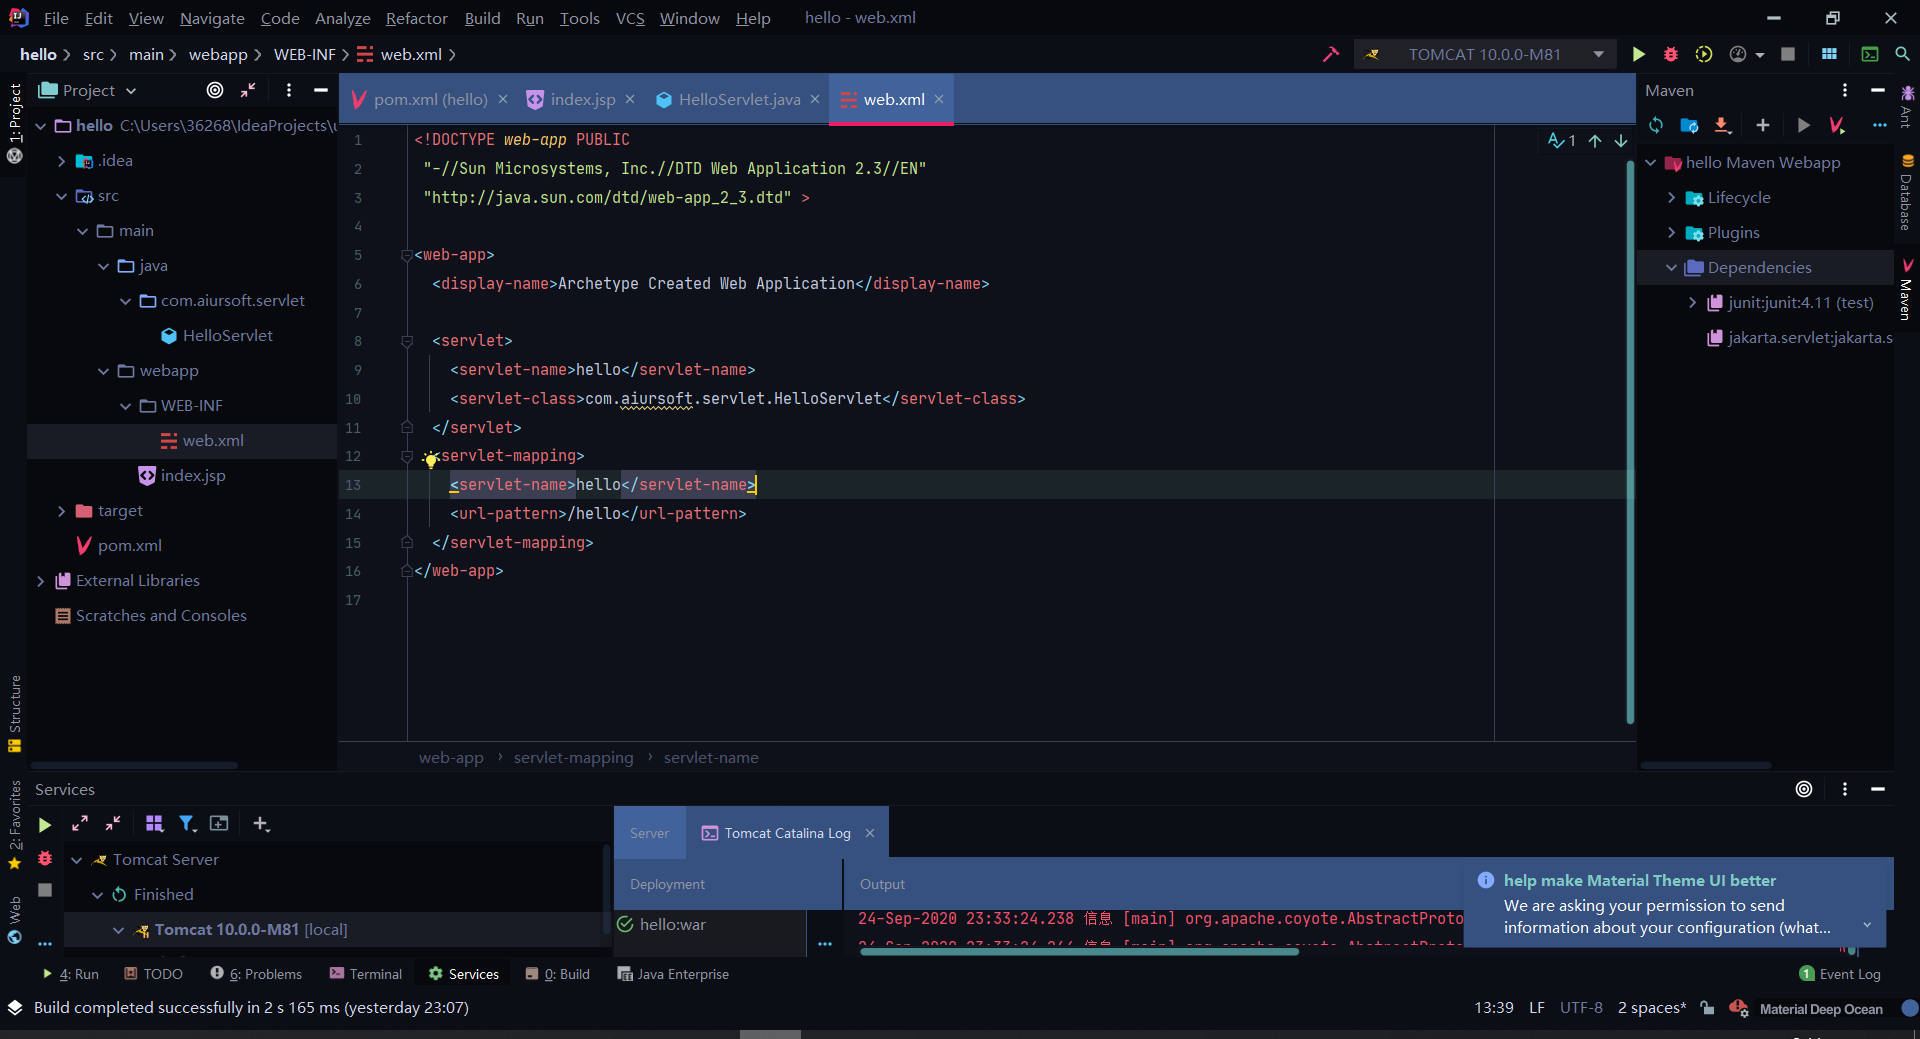 File Edit View Navigate Code Analyze Refactor Build Run Tools VCS Window Help hello - web.xml
hello src main webapp WEB-INF web.xml TOMCAT 10.0.0-M81
1: Project
Project
hello C:\Users\36268\IdeaProjects\
.idea
src
main
java
com.aiursoft.servlet
HelloServlet
webapp
WEB-INF
web.xml
index.jsp
target
pom.xml
External Libraries
Scratches and Consoles
pom.xml (hello) index.jsp HelloServlet.java web.xml
1 <!DOCTYPE web-app PUBLIC
2 "-//Sun Microsystems, Inc.//DTD Web Application 2.3//EN"
3 "http://java.sun.com/dtd/web-app_2_3.dtd" >
4
5 <web-app>
6 <display-name>Archetype Created Web Application</display-name>
7
8 <servlet>
9 <servlet-name>hello</servlet-name>
10 <servlet-class>com.aiursoft.servlet.HelloServlet</servlet-class>
11 </servlet>
12 servlet-mapping>
13 <servlet-name>hello</servlet-name>
14 <url-pattern>/hello</url-pattern>
15 </servlet-mapping>
16 </web-app>
17
1
web-app servlet-mapping servlet-name
Maven
hello Maven Webapp
Lifecycle
Plugins
Dependencies
junit:junit:4.11 (test)
jakarta.servlet:jakarta.s
Ant
Database
Maven
Structure
2: Favorites
Web
Services
Tomcat Server
Finished
Tomcat 10.0.0-M81 [local]
Server Tomcat Catalina Log
Deployment Output
hello:war
24-Sep-2020 23:33:24.238 信息 [main] org.apache.coyote.AbstractProto
help make Material Theme UI better
We are asking your permission to send
information about your configuration (what...
4: Run TODO 6: Problems Terminal Services 0: Build Java Enterprise 1 Event Log
Build completed successfully in 2 s 165 ms (yesterday 23:07) 13:39 LF UTF-8 2 spaces* Material Deep Ocean